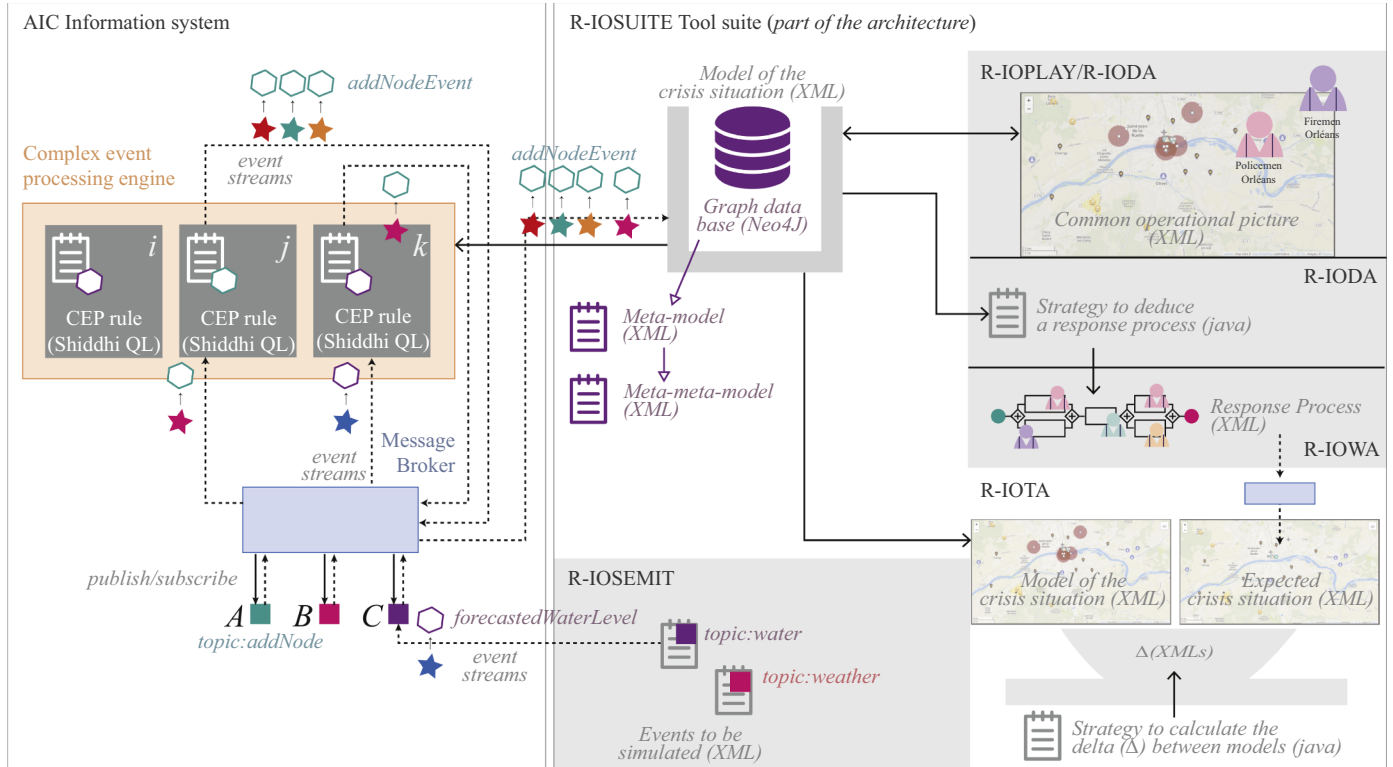 AIC Information system
R-IOSUITE Tool suite (part of the architecture)
addNodeEvent
event
streams
Complex event
processing engine
i
CEP rule
(Shiddhi QL)
j
CEP rule
(Shiddhi QL)
k
CEP rule
(Shiddhi QL)
addNodeEvent
Message
Broker
event
streams
publish/subscribe
A
B
C
topic:addNode
forecastedWaterLevel
event
streams
Model of the
crisis situation (XML)
Graph data
base (Neo4J)
Meta-model
(XML)
Meta-meta-model
(XML)
R-IOPLAY/R-IODA
Firemen
Orléans
Policemen
Orléans
Common operational picture
(XML)
R-IODA
Strategy to deduce
a response process (java)
Response Process
(XML)
R-IOWA
R-IOTA
Model of the
crisis situation (XML)
Expected
crisis situation (XML)
Δ(XMLs)
Strategy to calculate the
delta (Δ) between models (java)
R-IOSEMIT
topic:water
topic:weather
Events to be
simulated (XML)